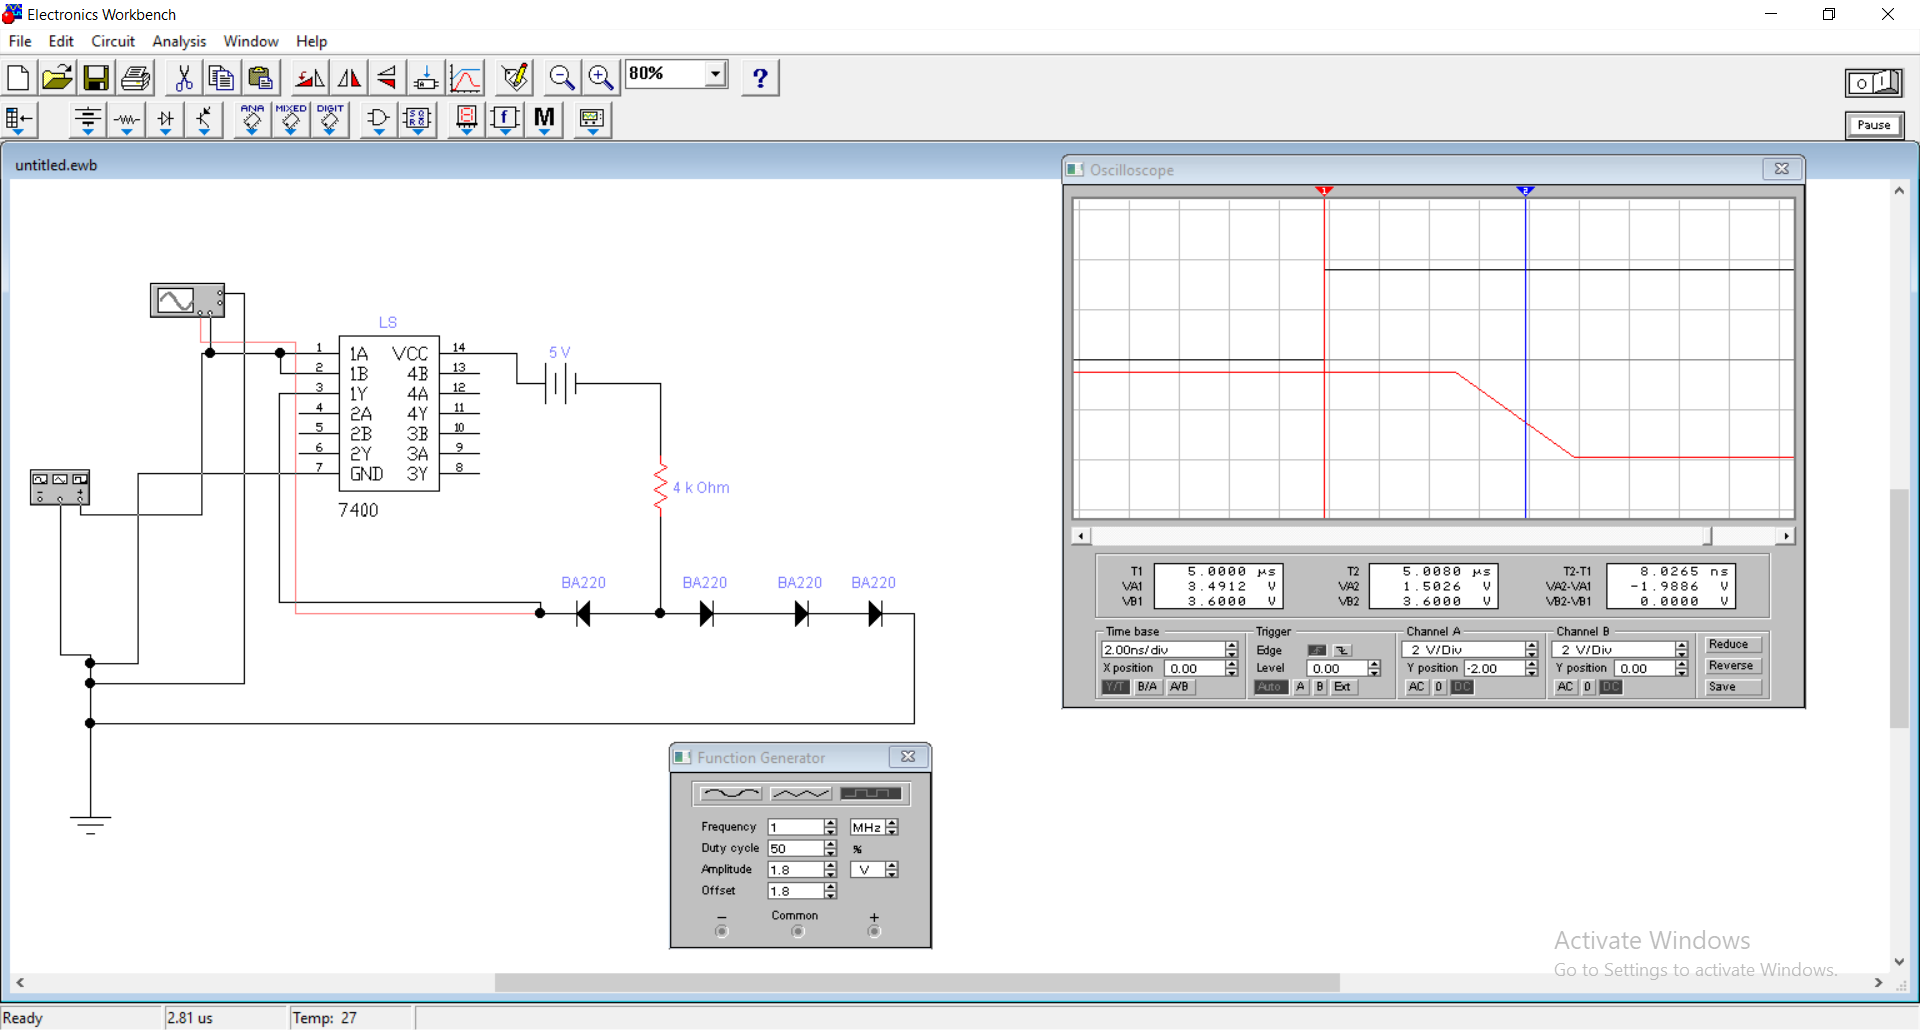 Electronics Workbench
File Edit Circuit Analysis Window Help
80%
?
ANA MIXED DIGIT
f M
Pause
untitled.ewb
Oscilloscope
1 2
LS
1 1A VCC 14
2 1B 4B 13
3 1Y 4A 12
4 2A 4Y 11
5 2B 3B 10
6 2Y 3A 9
7 GND 3Y 8
7400
5 V
4 k Ohm
BA220 BA220 BA220 BA220
T1 5.0000 µs T2 5.0080 µs T2-T1 8.0265 ns
VA1 3.4912 V VA2 1.5026 V VA2-VA1 -1.9886 V
VB1 3.6000 V VB2 3.6000 V VB2-VB1 0.0000 V
Time base Trigger Channel A Channel B
2.00ns/div Edge 2 V/Div 2 V/Div Reduce
X position 0.00 Level 0.00 Y position -2.00 Y position 0.00 Reverse
Y/T B/A A/B Auto A B Ext AC 0 DC AC 0 DC Save
Function Generator
Frequency 1 MHz
Duty cycle 50 %
Amplitude 1.8 V
Offset 1.8
− Common +
Activate Windows
Go to Settings to activate Windows.
Ready 2.81 us Temp: 27